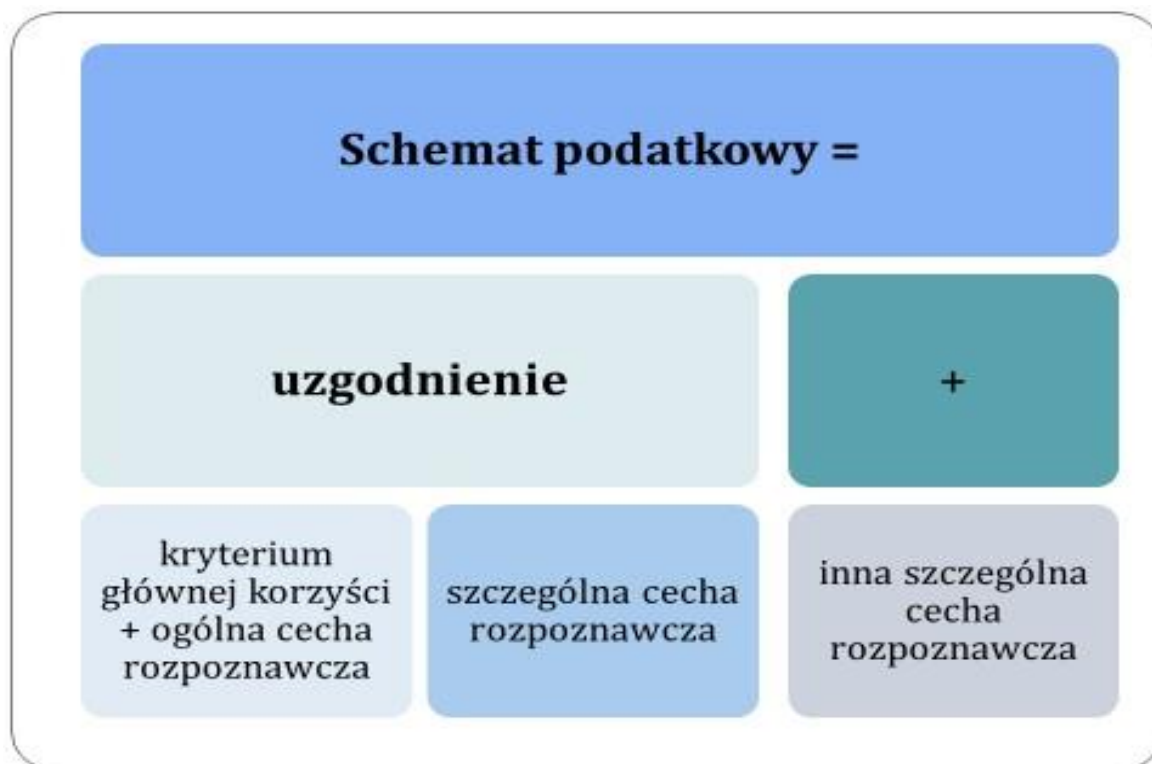 Schemat podatkowy =
uzgodnienie
+
kryterium
głównej korzyści
+ ogólna cecha
rozpoznawcza
szczególna cecha
rozpoznawcza
inna szczególna
cecha
rozpoznawcza